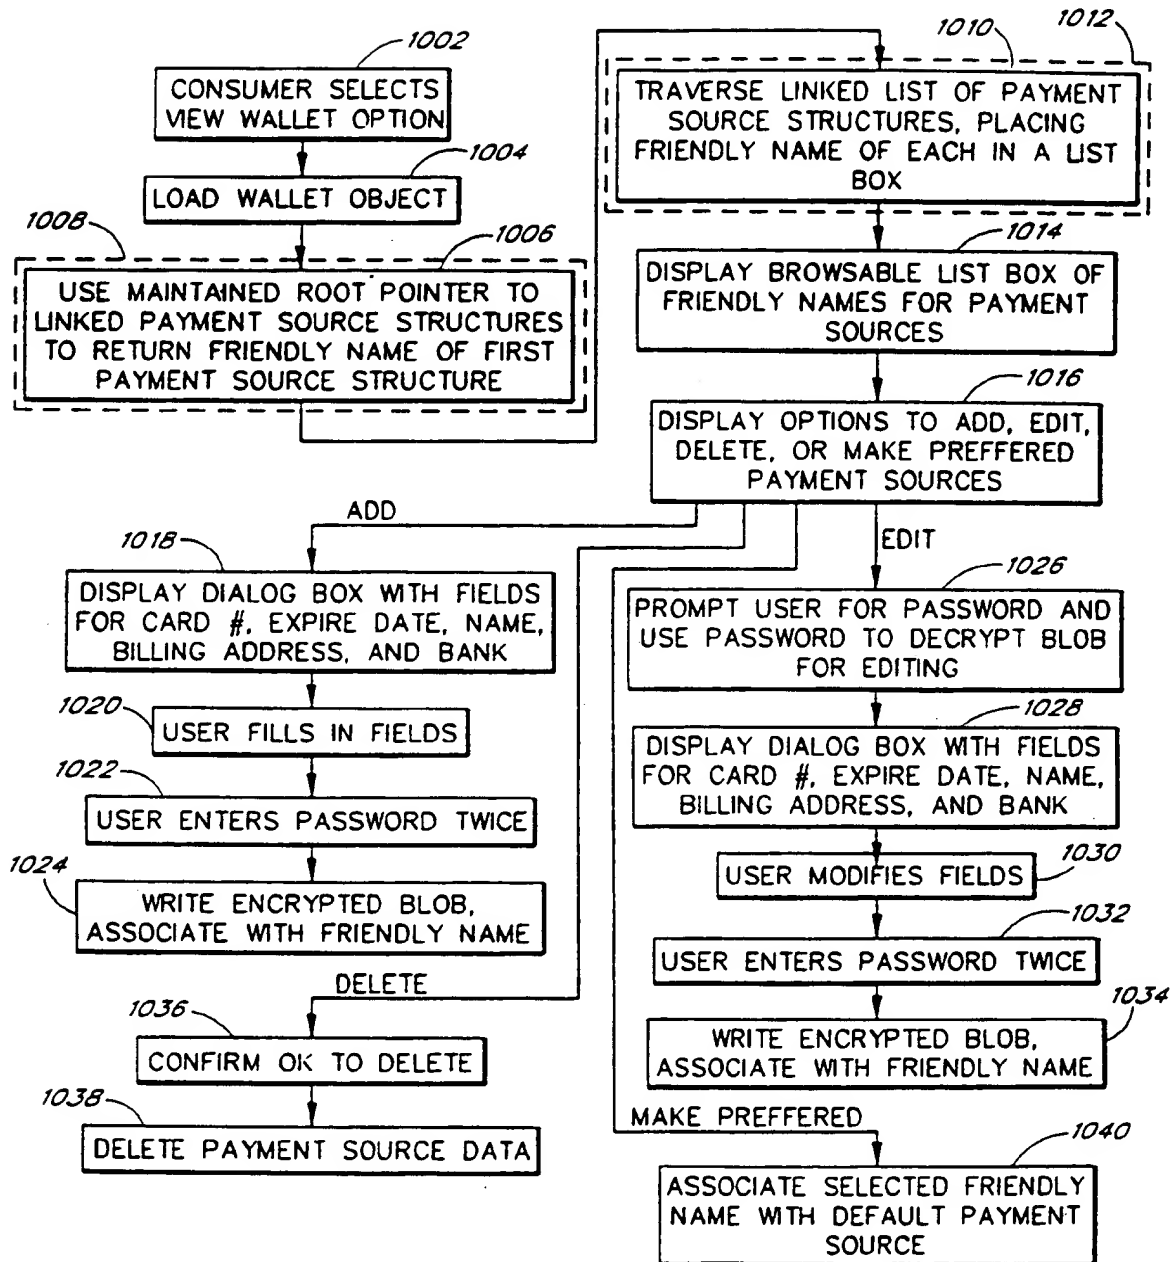 1002
CONSUMER SELECTS
VIEW WALLET OPTION
1004
LOAD WALLET OBJECT
1008
1006
USE MAINTAINED ROOT POINTER TO
LINKED PAYMENT SOURCE STRUCTURES
TO RETURN FRIENDLY NAME OF FIRST
PAYMENT SOURCE STRUCTURE
1010
1012
TRAVERSE LINKED LIST OF PAYMENT
SOURCE STRUCTURES, PLACING
FRIENDLY NAME OF EACH IN A LIST
BOX
1014
DISPLAY BROWSABLE LIST BOX OF
FRIENDLY NAMES FOR PAYMENT
SOURCES
1016
DISPLAY OPTIONS TO ADD, EDIT,
DELETE, OR MAKE PREFFERED
PAYMENT SOURCES
ADD
1018
DISPLAY DIALOG BOX WITH FIELDS
FOR CARD #, EXPIRE DATE, NAME,
BILLING ADDRESS, AND BANK
1020
USER FILLS IN FIELDS
1022
USER ENTERS PASSWORD TWICE
1024
WRITE ENCRYPTED BLOB,
ASSOCIATE WITH FRIENDLY NAME
DELETE
1036
CONFIRM OK TO DELETE
1038
DELETE PAYMENT SOURCE DATA
EDIT
1026
PROMPT USER FOR PASSWORD AND
USE PASSWORD TO DECRYPT BLOB
FOR EDITING
1028
DISPLAY DIALOG BOX WITH FIELDS
FOR CARD #, EXPIRE DATE, NAME,
BILLING ADDRESS, AND BANK
1030
USER MODIFIES FIELDS
1032
USER ENTERS PASSWORD TWICE
1034
WRITE ENCRYPTED BLOB,
ASSOCIATE WITH FRIENDLY NAME
MAKE PREFFERED
1040
ASSOCIATE SELECTED FRIENDLY
NAME WITH DEFAULT PAYMENT
SOURCE